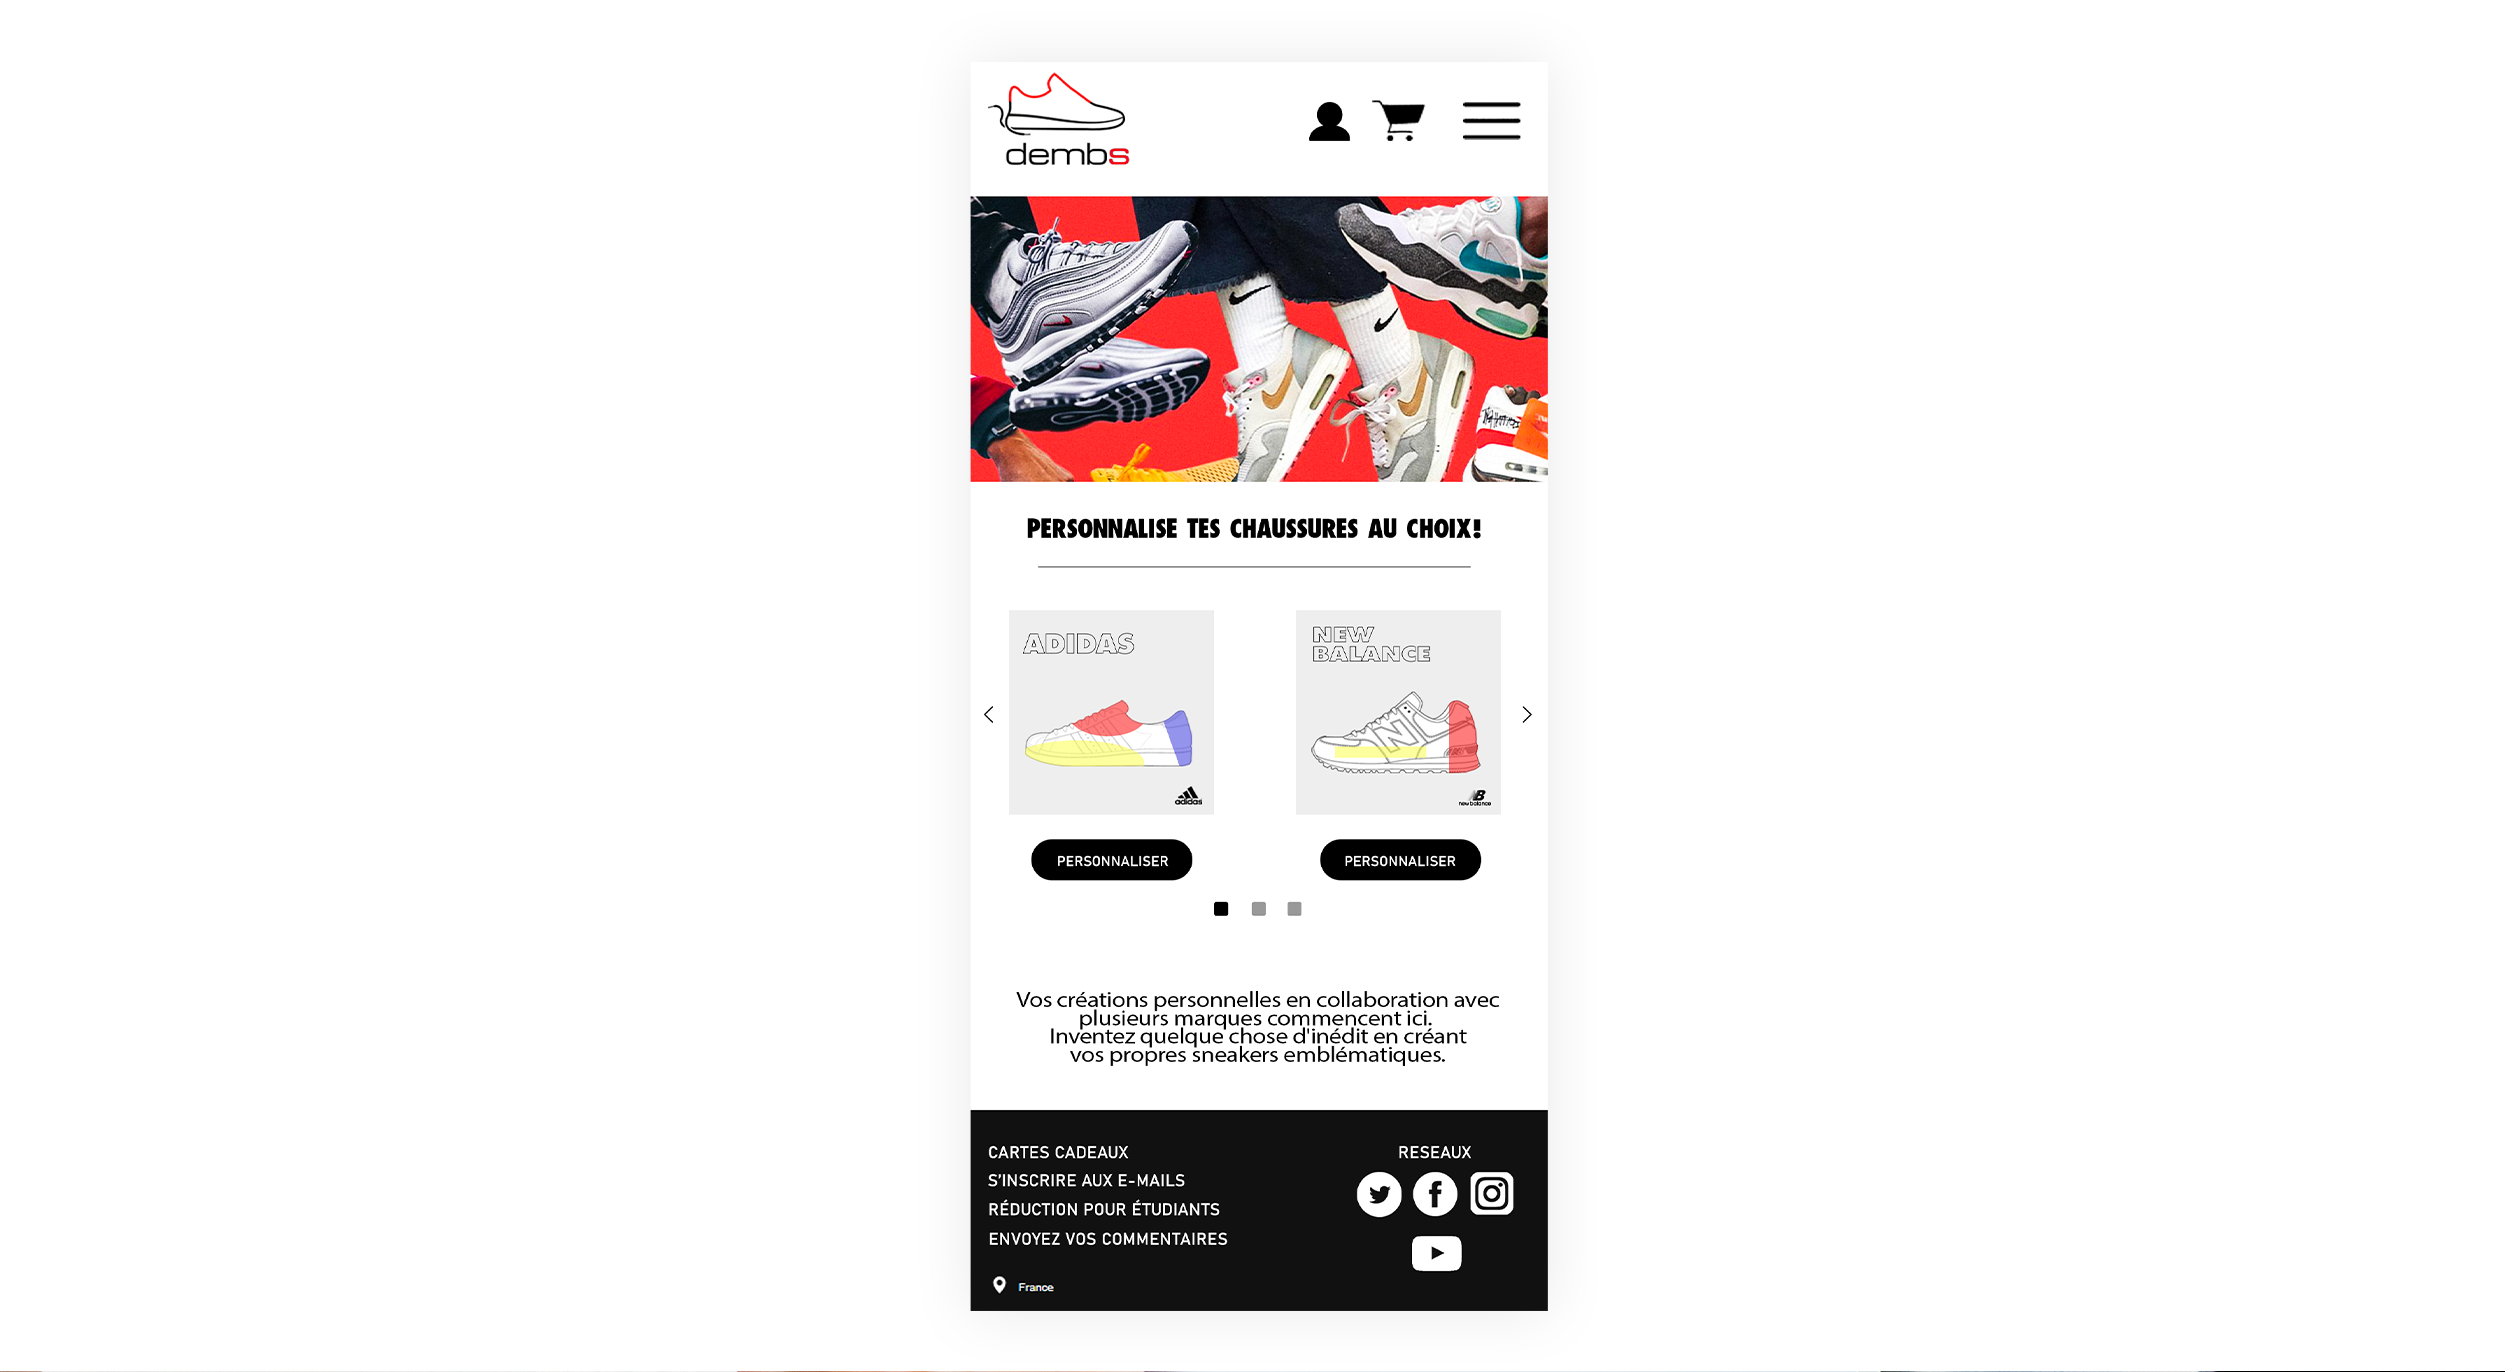 dembs
PERSONNALISE TES CHAUSSURES AU CHOIX!
ADIDAS
adidas
NEW
BALANCE
N
new balance
PERSONNALISER
PERSONNALISER
Vos créations personnelles en collaboration avec
plusieurs marques commencent ici.
Inventez quelque chose d'inédit en créant
vos propres sneakers emblématiques.
CARTES CADEAUX
S'INSCRIRE AUX E-MAILS
RÉDUCTION POUR ÉTUDIANTS
ENVOYEZ VOS COMMENTAIRES
France
RESEAUX